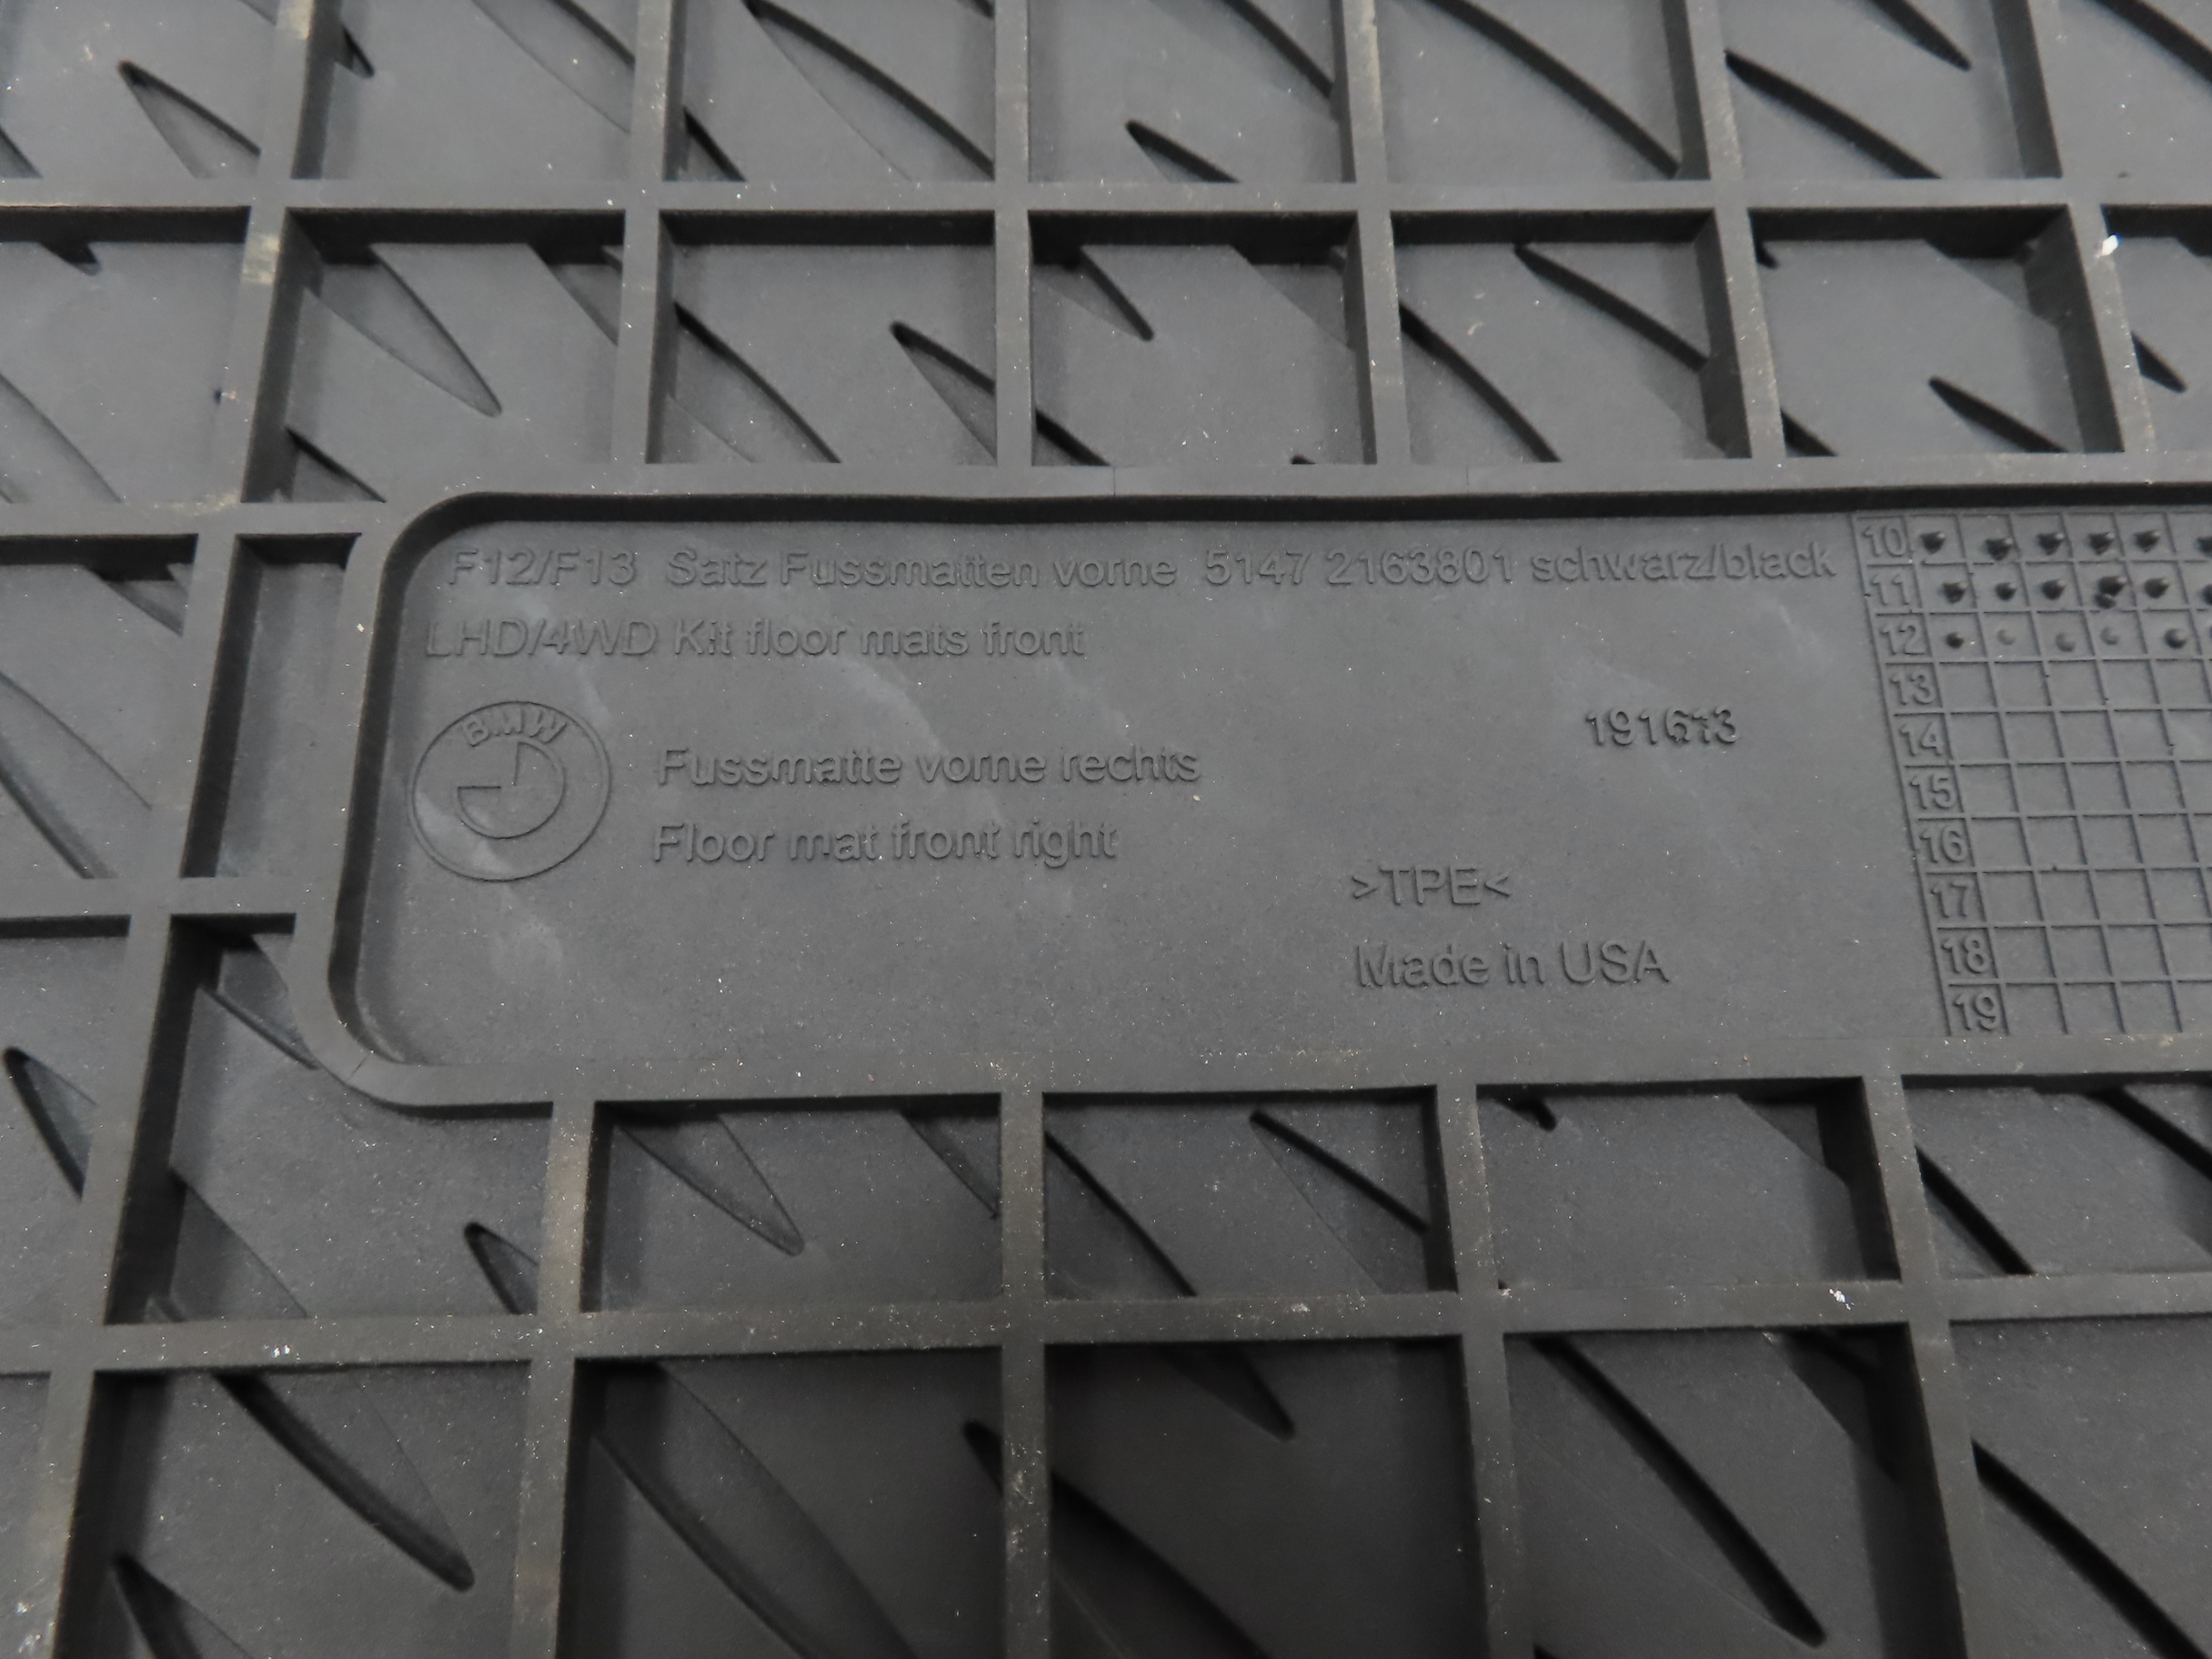 F12/F13 Satz Fussmatten vorne 5147 2163801 schwarz/black
LHD/4WD Kit floor mats front
BMW
Fussmatte vorne rechts
Floor mat front right
191613
>TPE<
Made in USA
10
11
12
13
14
15
16
17
18
19